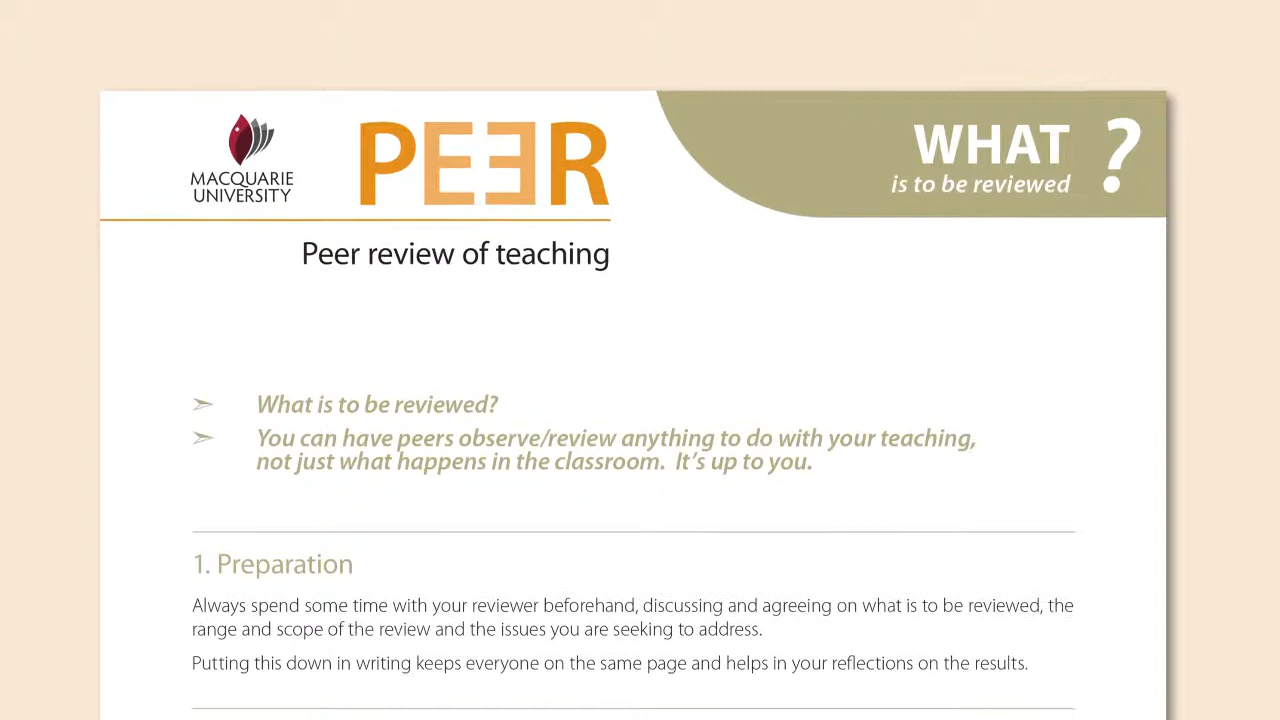 MACQUARIE
UNIVERSITY
PEER
Peer review of teaching
WHAT ?
is to be reviewed
➣ What is to be reviewed?
➣ You can have peers observe/review anything to do with your teaching,
not just what happens in the classroom. It’s up to you.
1. Preparation
Always spend some time with your reviewer beforehand, discussing and agreeing on what is to be reviewed, the
range and scope of the review and the issues you are seeking to address.
Putting this down in writing keeps everyone on the same page and helps in your reflections on the results.